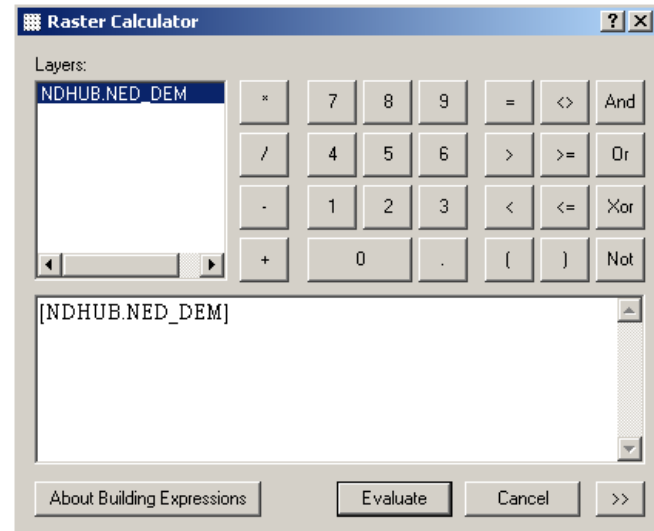 Raster Calculator ? X
Layers:
NDHUB.NED_DEM
* 7 8 9 = <> And
/ 4 5 6 > >= Or
- 1 2 3 < <= Xor
+ 0 . ( ) Not
[NDHUB.NED_DEM]
About Building Expressions Evaluate Cancel >>